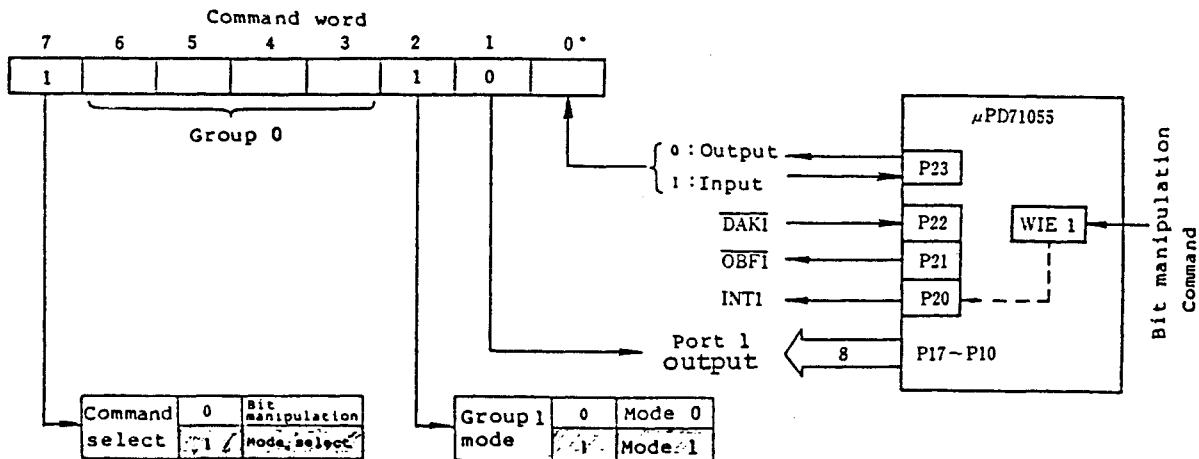 Command word
7 6 5 4 3 2 1 0*
1 1 0
Group 0
0 : Output
1 : Input
DAK1
OBF1
INT1
Port 1
output
8
μPD71055
P23
P22
P21
P20
P17~P10
WIE 1
Bit manipulation
Command
Command
select
0
Bit
manipulation
1
Mode select
Group 1
mode
0
Mode 0
1
Mode 1